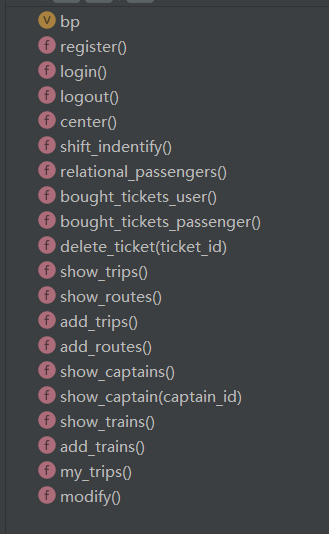 V bp
f register()
f login()
f logout()
f center()
f shift_indentify()
f relational_passengers()
f bought_tickets_user()
f bought_tickets_passenger()
f delete_ticket(ticket_id)
f show_trips()
f show_routes()
f add_trips()
f add_routes()
f show_captains()
f show_captain(captain_id)
f show_trains()
f add_trains()
f my_trips()
f modify()